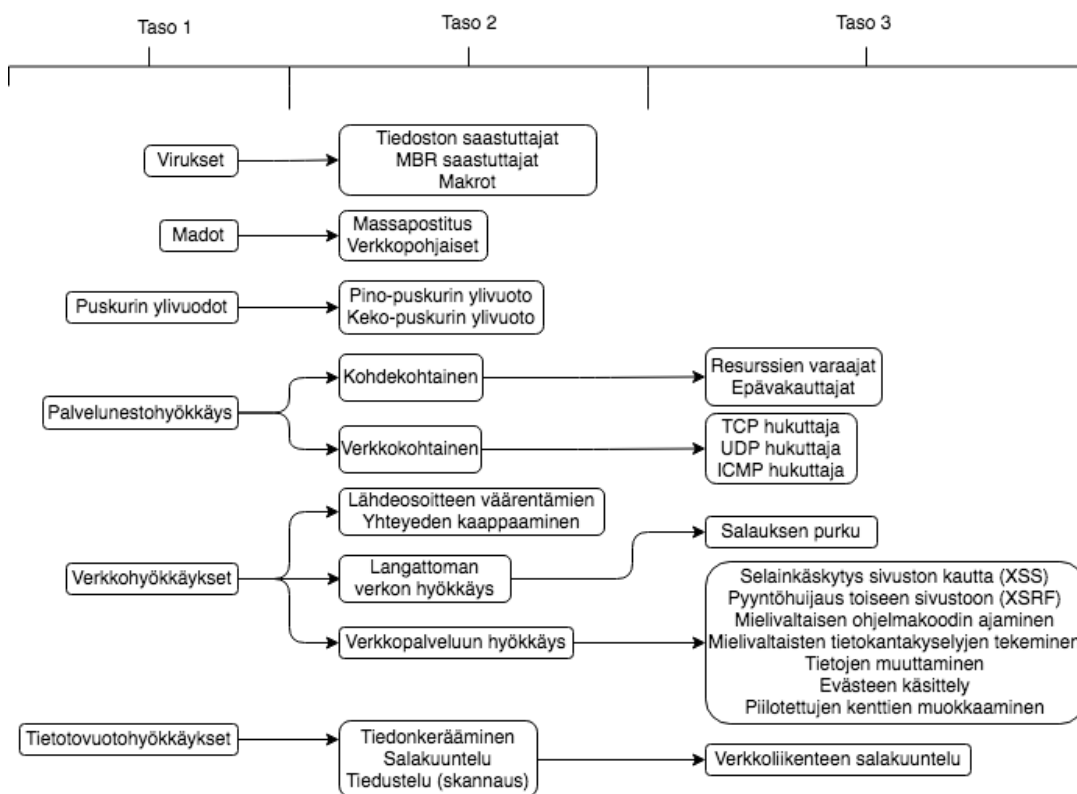 Taso 1
Taso 2
Taso 3
Virukset
Tiedoston saastuttajat
MBR saastuttajat
Makrot
Madot
Massapostitus
Verkkopohjaiset
Puskurin ylivuodot
Pino-puskurin ylivuoto
Keko-puskurin ylivuoto
Palvelunestohyökkäys
Kohdekohtainen
Resurssien varaajat
Epävakauttajat
Verkkokohtainen
TCP hukuttaja
UDP hukuttaja
ICMP hukuttaja
Verkkohyökkäykset
Lähdeosoitteen väärentämien
Yhteyeden kaappaaminen
Langattoman
verkon hyökkäys
Salauksen purku
Verkkopalveluun hyökkäys
Selainkäskytys sivuston kautta (XSS)
Pyyntöhuijaus toiseen sivustoon (XSRF)
Mielivaltaisen ohjelmakoodin ajaminen
Mielivaltaisten tietokantakyselyjen tekeminen
Tietojen muuttaminen
Evästeen käsittely
Piilotettujen kenttien muokkaaminen
Tietotovuotohyökkäykset
Tiedonkerääminen
Salakuuntelu
Tiedustelu (skannaus)
Verkkoliikenteen salakuuntelu